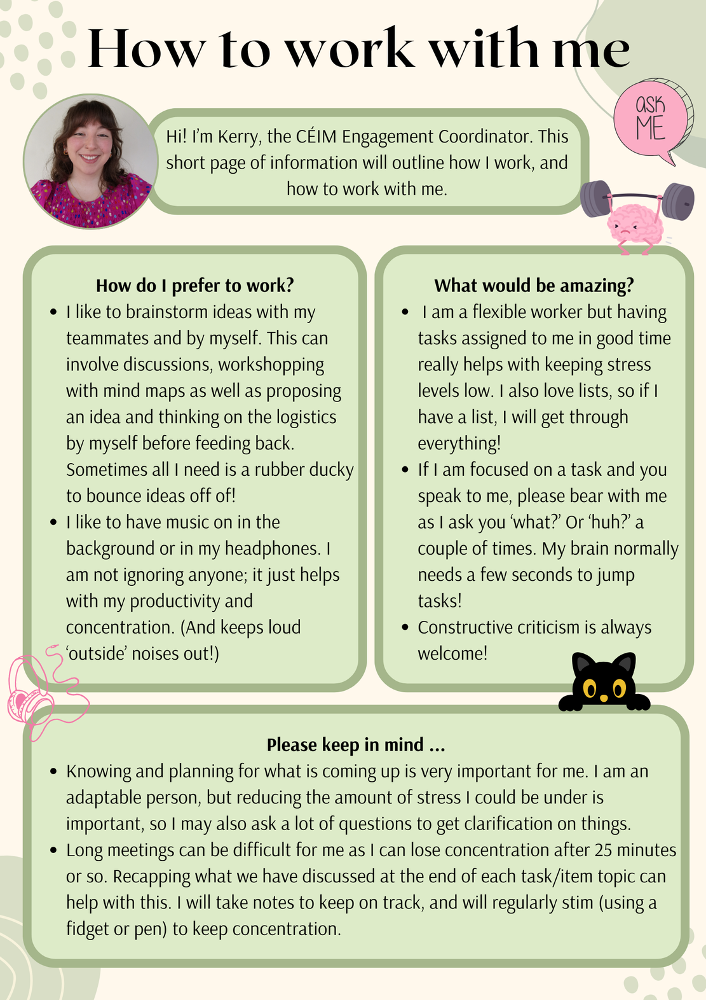 How to work with me
ask
ME
Hi! I’m Kerry, the CÉIM Engagement Coordinator. This
short page of information will outline how I work, and
how to work with me.
How do I prefer to work?
• I like to brainstorm ideas with my
teammates and by myself. This can
involve discussions, workshopping
with mind maps as well as proposing
an idea and thinking on the logistics
by myself before feeding back.
Sometimes all I need is a rubber ducky
to bounce ideas off of!
• I like to have music on in the
background or in my headphones. I
am not ignoring anyone; it just helps
with my productivity and
concentration. (And keeps loud
‘outside’ noises out!)
What would be amazing?
• I am a flexible worker but having
tasks assigned to me in good time
really helps with keeping stress
levels low. I also love lists, so if I
have a list, I will get through
everything!
• If I am focused on a task and you
speak to me, please bear with me
as I ask you ‘what?’ Or ‘huh?’ a
couple of times. My brain normally
needs a few seconds to jump
tasks!
• Constructive criticism is always
welcome!
Please keep in mind ...
• Knowing and planning for what is coming up is very important for me. I am an
adaptable person, but reducing the amount of stress I could be under is
important, so I may also ask a lot of questions to get clarification on things.
• Long meetings can be difficult for me as I can lose concentration after 25 minutes
or so. Recapping what we have discussed at the end of each task/item topic can
help with this. I will take notes to keep on track, and will regularly stim (using a
fidget or pen) to keep concentration.